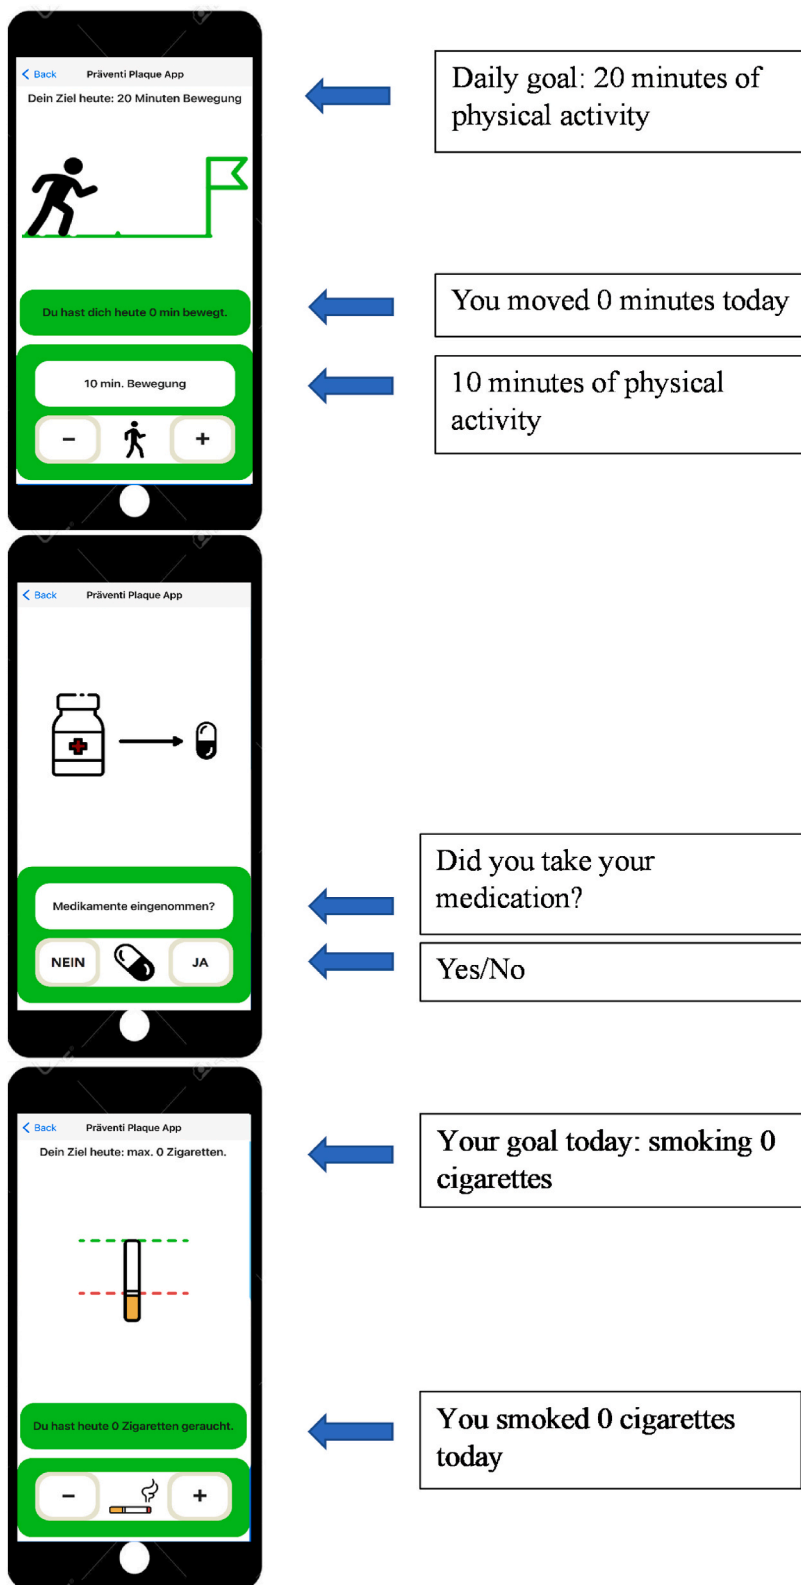 Back Präventi Plaque App
Dein Ziel heute: 20 Minuten Bewegung
Daily goal: 20 minutes of
physical activity
Du hast dich heute 0 min bewegt.
You moved 0 minutes today
10 min. Bewegung
10 minutes of physical
activity
− +
Back Präventi Plaque App
Medikamente eingenommen?
Did you take your
medication?
NEIN JA
Yes/No
Back Präventi Plaque App
Dein Ziel heute: max. 0 Zigaretten.
Your goal today: smoking 0
cigarettes
Du hast heute 0 Zigaretten geraucht.
You smoked 0 cigarettes
today
− +